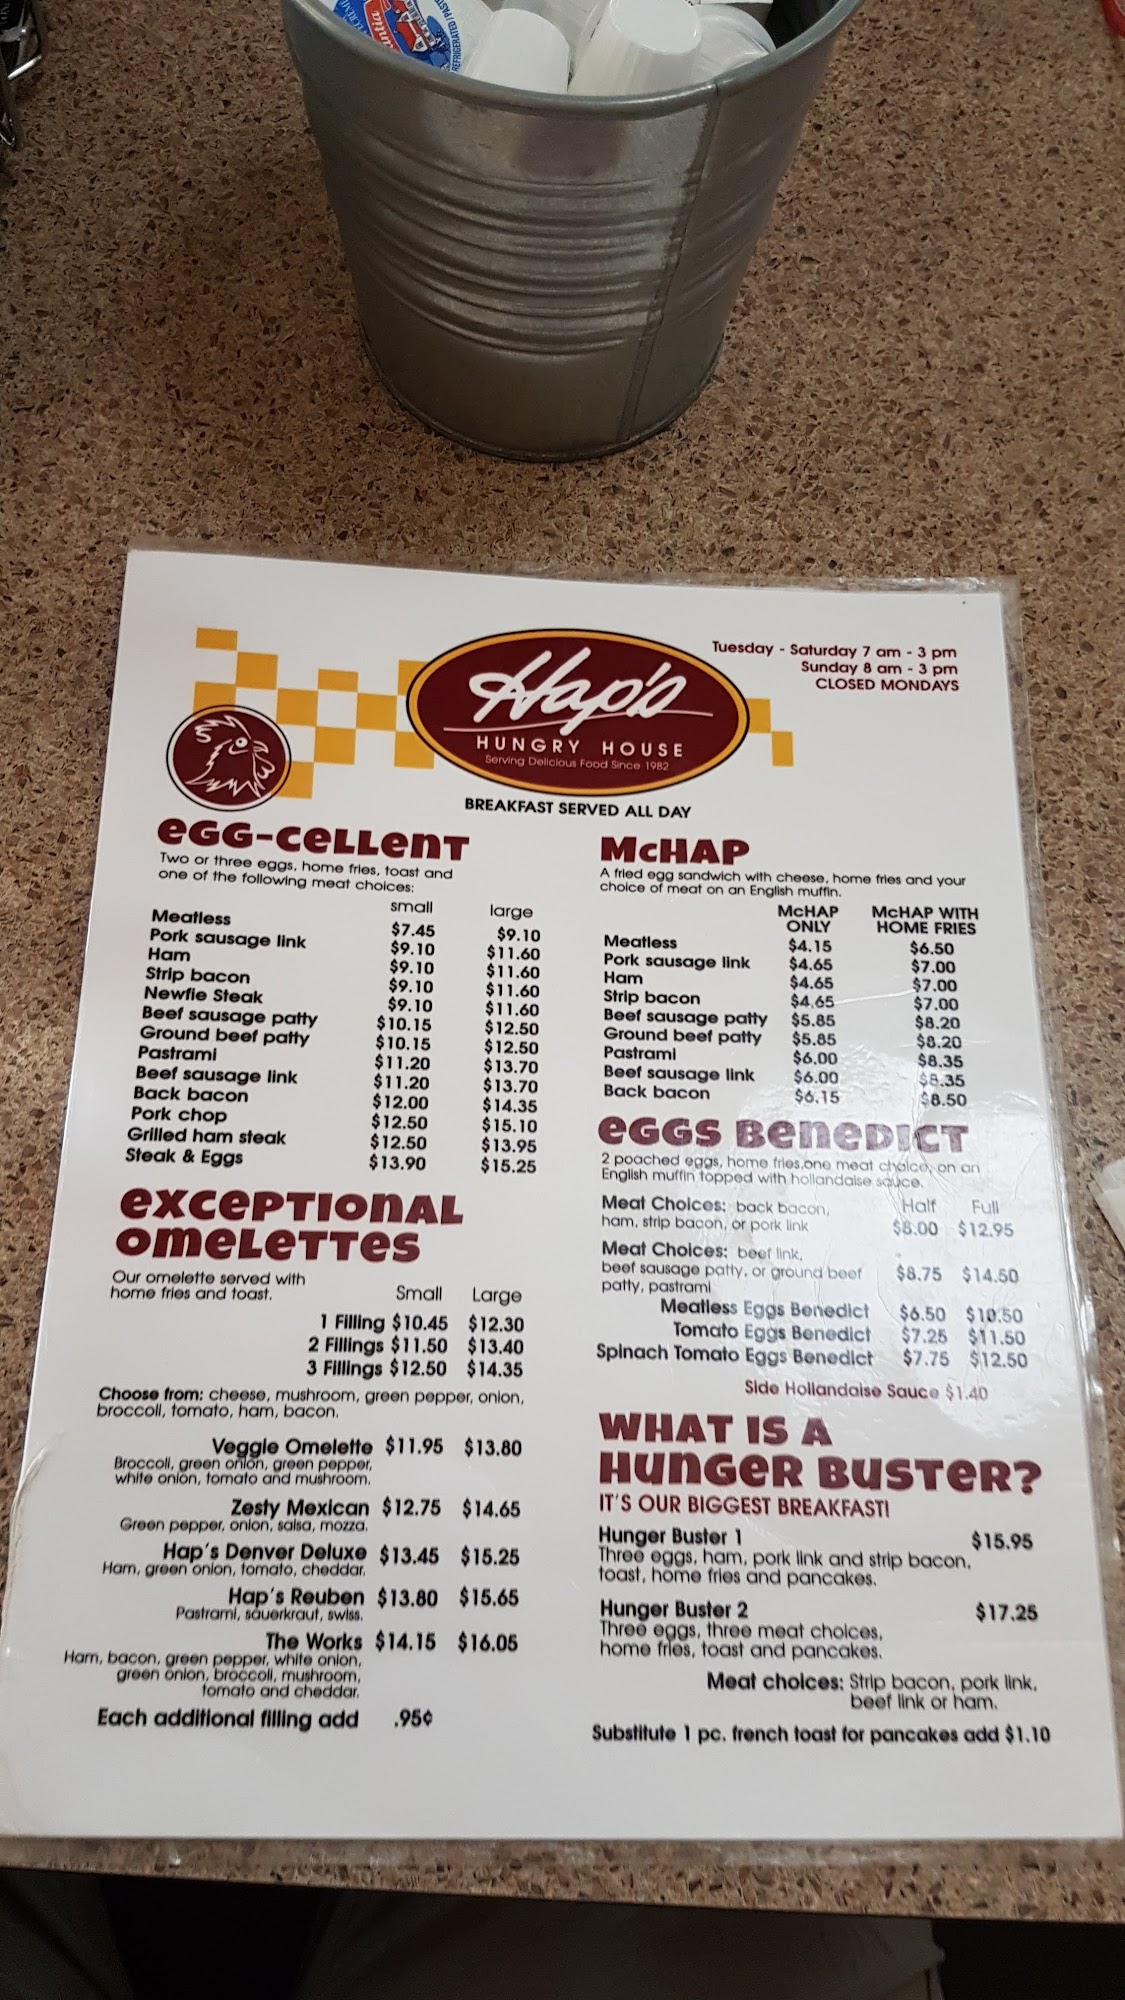 Tuesday - Saturday 7 am - 3 pm
Sunday 8 am - 3 pm
CLOSED MONDAYS
Hap's
HUNGRY HOUSE
Serving Delicious Food Since 1982
BREAKFAST SERVED ALL DAY
eGG-CeLLenT
Two or three eggs, home fries, toast and
one of the following meat choices:
small large
Meatless $7.45 $9.10
Pork sausage link $9.10 $11.60
Ham $9.10 $11.60
Strip bacon $9.10 $11.60
Newfie Steak $9.10 $11.60
Beef sausage patty $10.15 $12.50
Ground beef patty $10.15 $12.50
Pastrami $11.20 $13.70
Beef sausage link $11.20 $13.70
Back bacon $12.00 $14.35
Pork chop $12.50 $15.10
Grilled ham steak $12.50 $13.95
Steak & Eggs $13.90 $15.25
exCePTIOnAL
OmeLeTTes
Our omelette served with
home fries and toast.
Small Large
1 Filling $10.45 $12.30
2 Fillings $11.50 $13.40
3 Fillings $12.50 $14.35
Choose from: cheese, mushroom, green pepper, onion,
broccoli, tomato, ham, bacon.
Veggie Omelette $11.95 $13.80
Broccoli, green onion, green pepper,
white onion, tomato and mushroom.
Zesty Mexican $12.75 $14.65
Green pepper, onion, salsa, mozza.
Hap's Denver Deluxe $13.45 $15.25
Ham, green onion, tomato, cheddar.
Hap's Reuben $13.80 $15.65
Pastrami, sauerkraut, swiss.
The Works $14.15 $16.05
Ham, bacon, green pepper, white onion,
green onion, broccoli, mushroom,
tomato and cheddar.
Each additional filling add .95¢
McHAP
A fried egg sandwich with cheese, home fries and your
choice of meat on an English muffin.
McHAP McHAP WITH
ONLY HOME FRIES
Meatless $4.15 $6.50
Pork sausage link $4.65 $7.00
Ham $4.65 $7.00
Strip bacon $4.65 $7.00
Beef sausage patty $5.85 $8.20
Ground beef patty $5.85 $8.20
Pastrami $6.00 $8.35
Beef sausage link $6.00 $8.35
Back bacon $6.15 $8.50
eGGS BeneDICT
2 poached eggs, home fries,one meat choice, on an
English muffin topped with hollandaise sauce.
Half Full
Meat Choices: back bacon,
ham, strip bacon, or pork link $8.00 $12.95
Meat Choices: beef link,
beef sausage patty, or ground beef $8.75 $14.50
patty, pastrami
Meatless Eggs Benedict $6.50 $10.50
Tomato Eggs Benedict $7.25 $11.50
Spinach Tomato Eggs Benedict $7.75 $12.50
Side Hollandaise Sauce $1.40
WHAT IS A
HunGeR BuSTeR?
IT'S OUR BIGGEST BREAKFAST!
Hunger Buster 1 $15.95
Three eggs, ham, pork link and strip bacon,
toast, home fries and pancakes.
Hunger Buster 2 $17.25
Three eggs, three meat choices,
home fries, toast and pancakes.
Meat choices: Strip bacon, pork link,
beef link or ham.
Substitute 1 pc. french toast for pancakes add $1.10